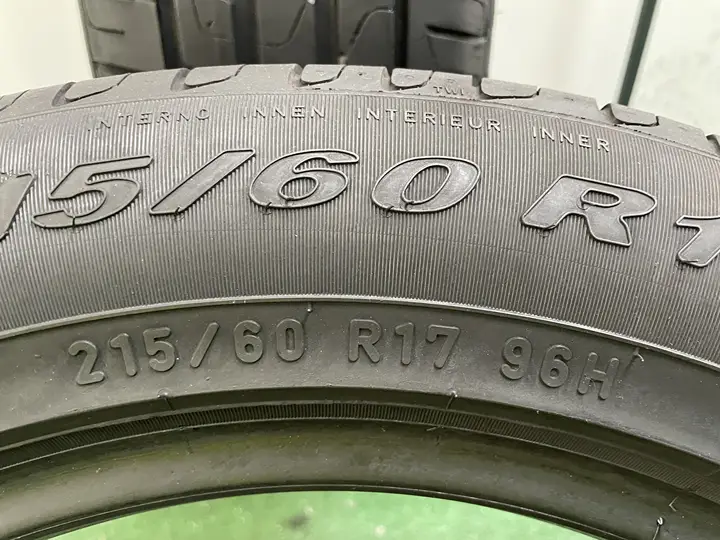 TWI
INTERNO INNEN INTERIEUR INNER
15/60 R1
215/60 R17 96H